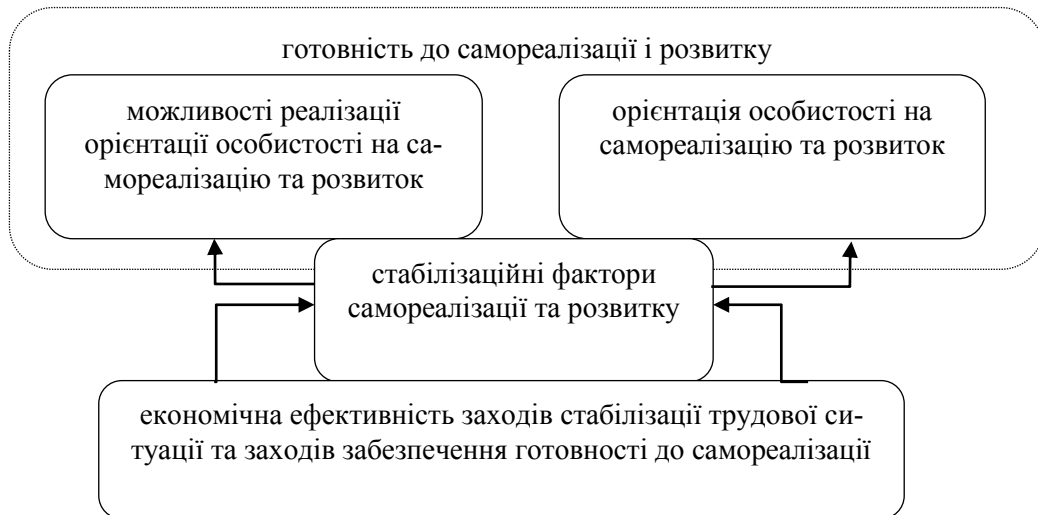 готовність до самореалізації і розвитку
можливості реалізації
орієнтації особистості на са-
мореалізацію та розвиток
орієнтація особистості на
самореалізацію та розвиток
стабілізаційні фактори
самореалізації та розвитку
економічна ефективність заходів стабілізації трудової си-
туації та заходів забезпечення готовності до самореалізації